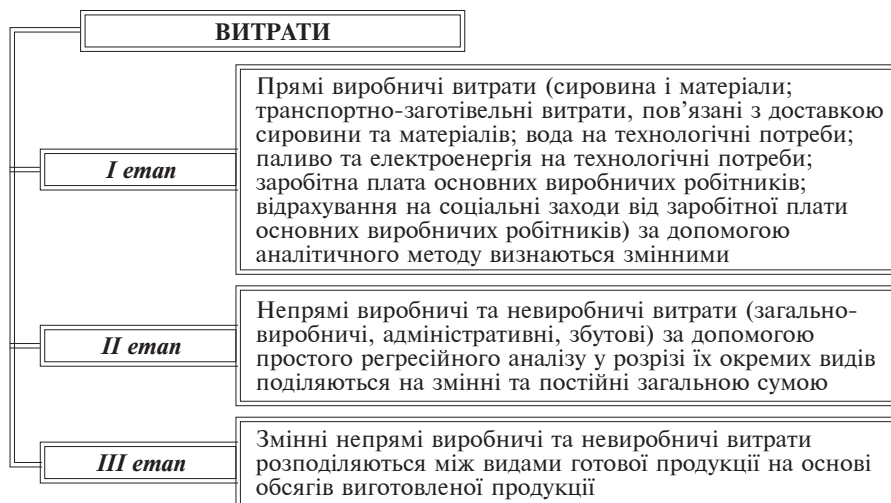 ВИТРАТИ
І етап
Прямі виробничі витрати (сировина і матеріали;
транспортно-заготівельні витрати, пов’язані з доставкою
сировини та матеріалів; вода на технологічні потреби;
паливо та електроенергія на технологічні потреби;
заробітна плата основних виробничих робітників;
відрахування на соціальні заходи від заробітної плати
основних виробничих робітників) за допомогою
аналітичного методу визнаються змінними
ІІ етап
Непрямі виробничі та невиробничі витрати (загально-
виробничі, адміністративні, збутові) за допомогою
простого регресійного аналізу у розрізі їх окремих видів
поділяються на змінні та постійні загальною сумою
ІІІ етап
Змінні непрямі виробничі та невиробничі витрати
розподіляються між видами готової продукції на основі
обсягів виготовленої продукції